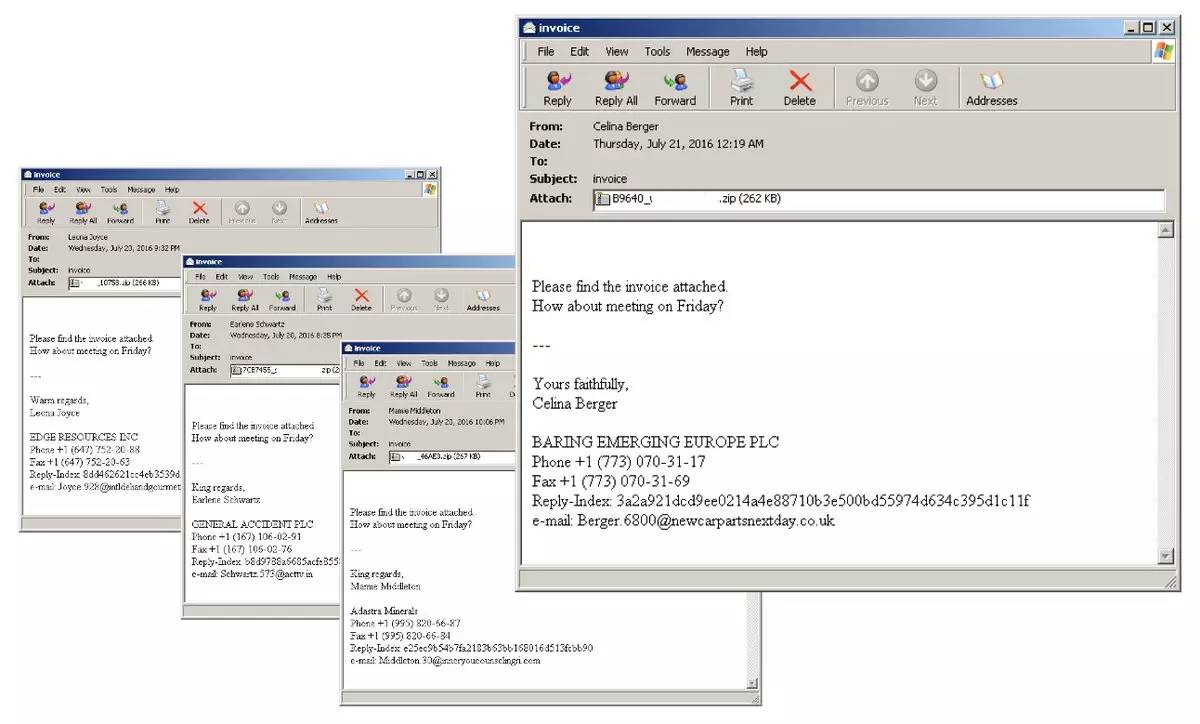 invoice
File Edit View Tools Message Help
Reply Reply All Forward Print Delete Previous Next Addresses
From: Leona Joyce
Date: Wednesday, July 20, 2016 9:32 PM
To:
Subject: invoice
Attach: _10758.zip (266 KB)
Please find the invoice attached.
How about meeting on Friday?
---
Warm regards,
Leona Joyce
EDGE RESOURCES INC
Phone +1 (647) 752-20-88
Fax +1 (647) 752-20-63
Reply-Index: 8dd462621cc4eb3539d
e-mail: Joyce.928@
invoice
File Edit View Tools Message Help
Reply Reply All Forward Print Delete Previous Next Addresses
From: Earlene Schwartz
Date: Wednesday, July 20, 2016 8:35 PM
To:
Subject: invoice
Attach: 7CB7455_ zip (2
Please find the invoice attached.
How about meeting on Friday?
---
King regards,
Earlene Schwartz
GENERAL ACCIDENT PLC
Phone +1 (167) 106-02-91
Fax +1 (167) 106-02-76
Reply-Index: b8d9788a6685acfe855
e-mail: Schwartz.573@acttv.in
invoice
File Edit View Tools Message Help
Reply Reply All Forward Print
From: Mamie Middleton
Date: Wednesday, July 20, 2016 10:06 PM
To:
Subject: invoice
Attach: _46AE3.zip (267 KB)
Please find the invoice attached.
How about meeting on Friday?
---
King regards,
Mamie Middleton
Adastra Minerals
Phone +1 (995) 820-66-87
Fax +1 (995) 820-66-84
Reply-Index: e25ec9b54b7fa2183b63bb168016d513fcbb90
e-mail: Middleton.30@inneryoucounselingri.com
invoice
File Edit View Tools Message Help
Reply Reply All Forward Print Delete Previous Next Addresses
From: Celina Berger
Date: Thursday, July 21, 2016 12:19 AM
To:
Subject: invoice
Attach: B9640_ .zip (262 KB)
Please find the invoice attached.
How about meeting on Friday?
---
Yours faithfully,
Celina Berger
BARING EMERGING EUROPE PLC
Phone +1 (773) 070-31-17
Fax +1 (773) 070-31-69
Reply-Index: 3a2a921dcd9ee0214a4e88710b3e500bd55974d634c395d1c11f
e-mail: Berger.6800@newcarpartsnextday.co.uk